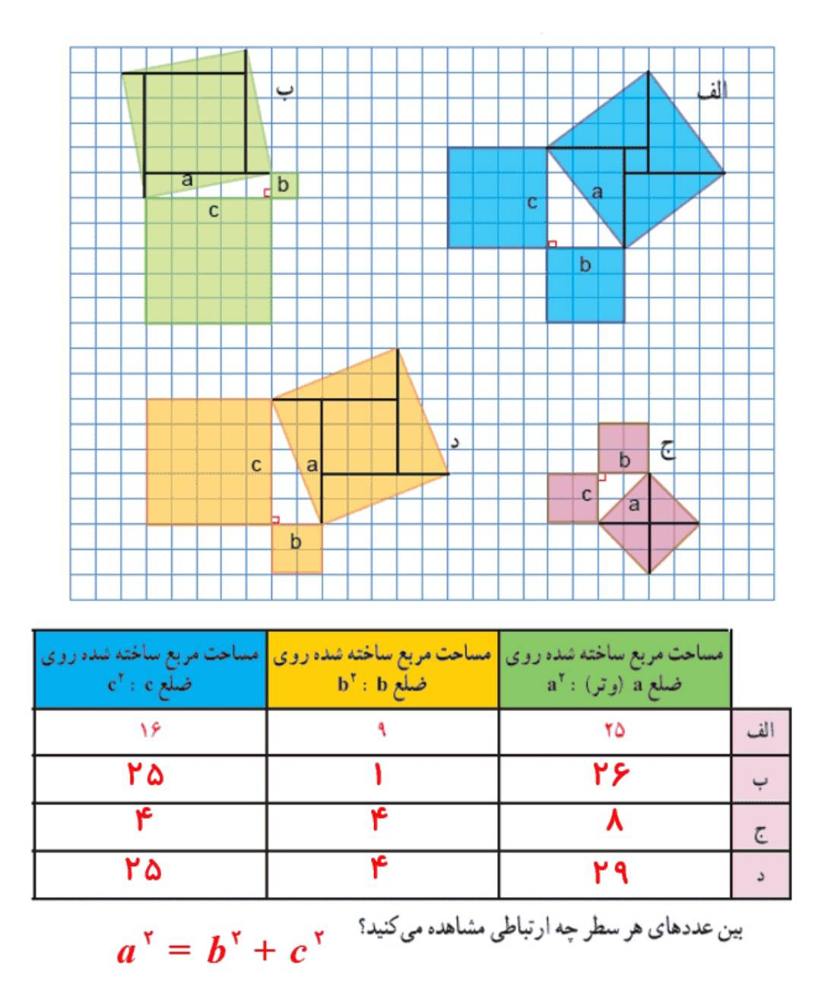 ب
الف
a
b
c
c
a
b
د
c
a
b
ج
b
c
a
مساحت مربع ساخته شده روی ضلع a (وتر) : a۲
مساحت مربع ساخته شده روی ضلع b : b۲
مساحت مربع ساخته شده روی ضلع c : c۲
الف ۲۵ ۹ ۱۶
ب ۲۶ ۱ ۲۵
ج ۸ ۴ ۴
د ۲۹ ۴ ۲۵
بین عددهای هر سطر چه ارتباطی مشاهده می‌کنید؟
a۲ = b۲ + c۲